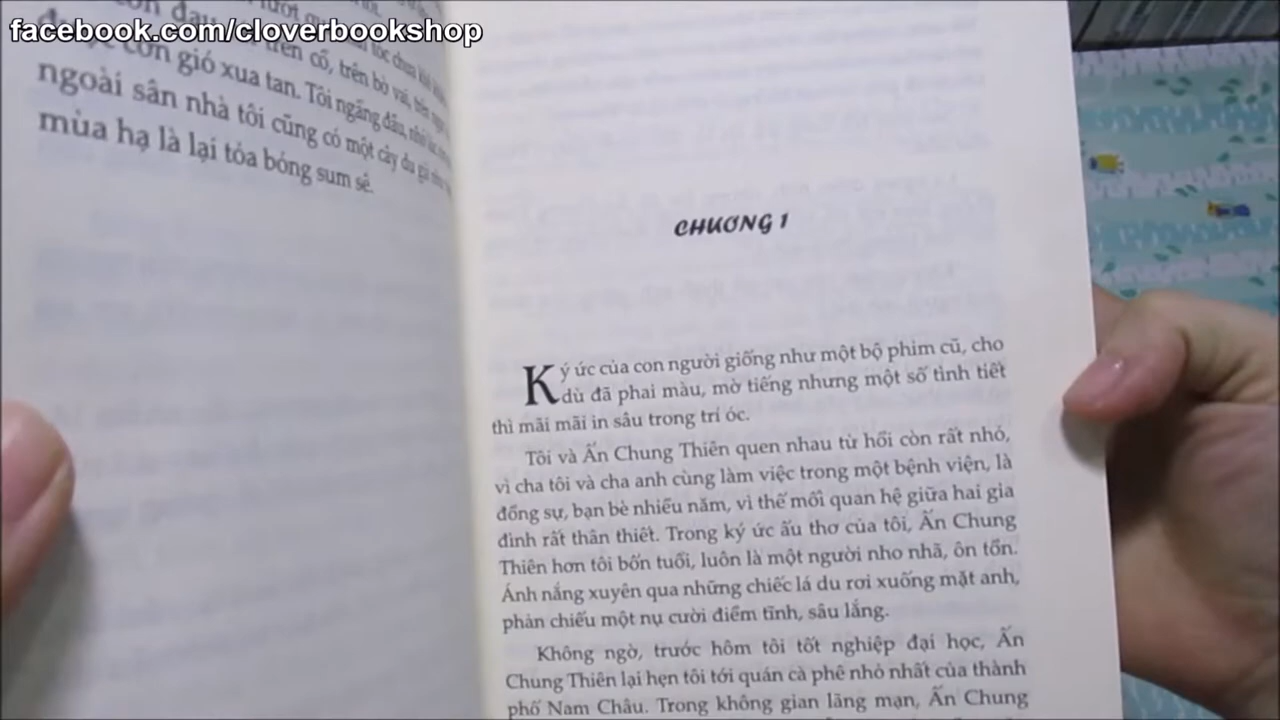 facebook.com/cloverbookshop
cơn gió xua tan. Tôi ngẩng đầu,
ngoài sân nhà tôi cũng có một cây du già
mùa hạ là lại tỏa bóng sum sê.
CHƯƠNG 1
Ký ức của con người giống như một bộ phim cũ, cho
dù đã phai màu, mờ tiếng nhưng một số tình tiết
thì mãi mãi in sâu trong trí óc.
Tôi và Ấn Chung Thiên quen nhau từ hồi còn rất nhỏ,
vì cha tôi và cha anh cùng làm việc trong một bệnh viện, là
đồng sự, bạn bè nhiều năm, vì thế mối quan hệ giữa hai gia
đình rất thân thiết. Trong ký ức ấu thơ của tôi, Ấn Chung
Thiên hơn tôi bốn tuổi, luôn là một người nho nhã, ôn tồn.
Ánh nắng xuyên qua những chiếc lá du rơi xuống mặt anh,
phản chiếu một nụ cười điềm tĩnh, sâu lắng.
Không ngờ, trước hôm tôi tốt nghiệp đại học, Ấn
Chung Thiên lại hẹn tôi tới quán cà phê nhỏ nhất của thành
phố Nam Châu. Trong không gian lãng mạn, Ấn Chung